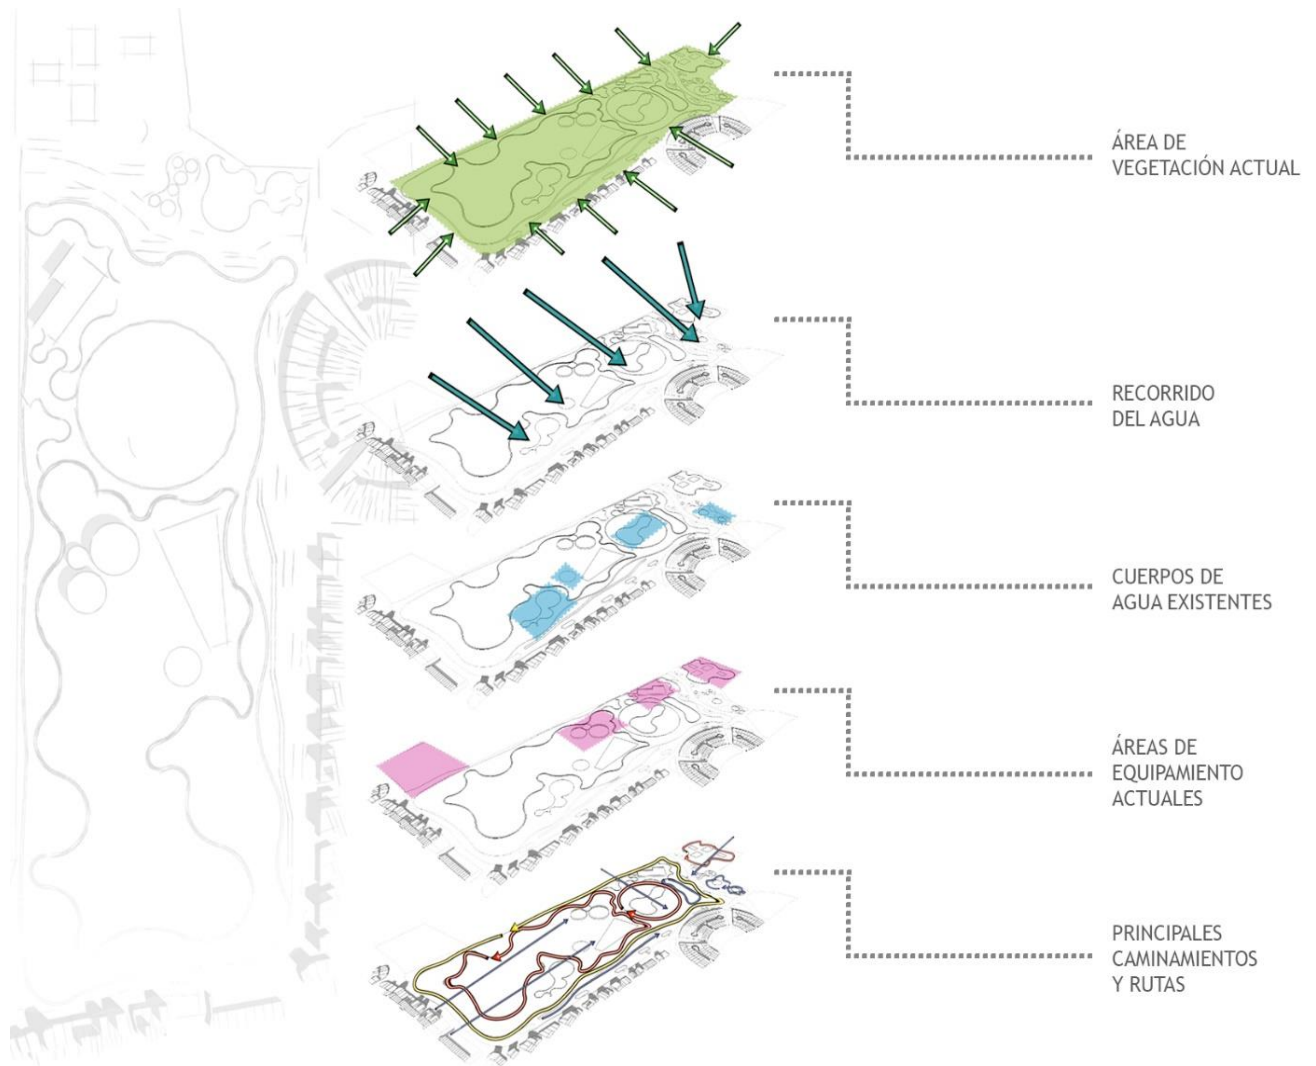 ÁREA DE
VEGETACIÓN ACTUAL
RECORRIDO
DEL AGUA
CUERPOS DE
AGUA EXISTENTES
ÁREAS DE
EQUIPAMIENTO
ACTUALES
PRINCIPALES
CAMINAMIENTOS
Y RUTAS